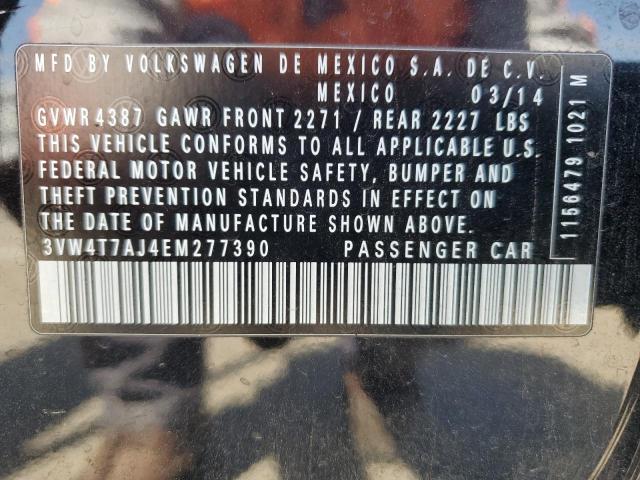 MFD BY VOLKSWAGEN DE MEXICO S.A. DE C.V.
MEXICO 03/14
GVWR 4387 GAWR FRONT 2271 / REAR 2227 LBS
THIS VEHICLE CONFORMS TO ALL APPLICABLE U.S.
FEDERAL MOTOR VEHICLE SAFETY, BUMPER AND
THEFT PREVENTION STANDARDS IN EFFECT ON
THE DATE OF MANUFACTURE SHOWN ABOVE.
3VW4T7AJ4EM277390 PASSENGER CAR
1156479 1021 M